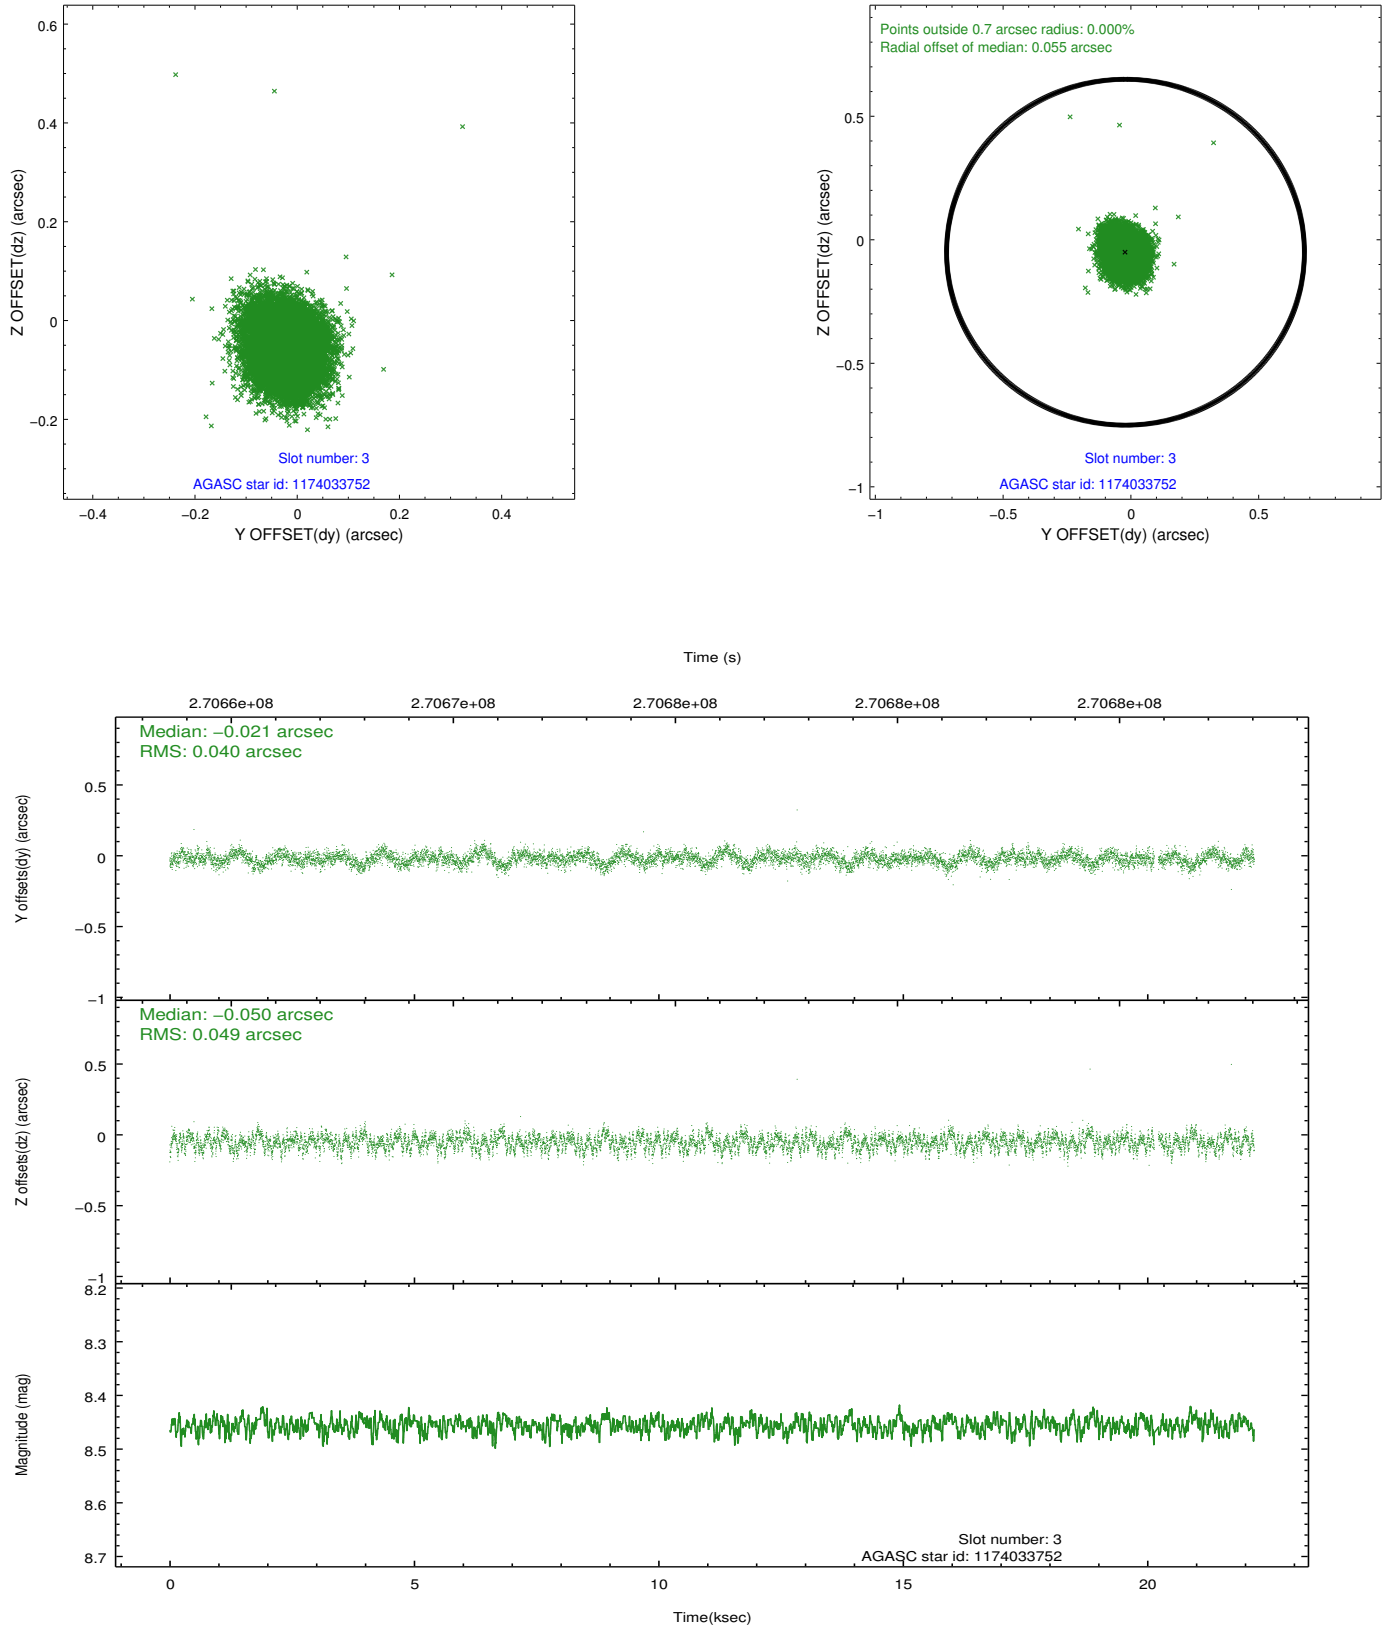 0.6
0.4
0.2
0
−0.2
Z OFFSET(dz) (arcsec)
Slot number: 3
AGASC star id: 1174033752
−0.4
−0.2
0
0.2
0.4
Y OFFSET(dy) (arcsec)
Points outside 0.7 arcsec radius: 0.000%
Radial offset of median: 0.055 arcsec
0.5
0
−0.5
−1
Z OFFSET(dz) (arcsec)
Slot number: 3
AGASC star id: 1174033752
−1
−0.5
0
0.5
Y OFFSET(dy) (arcsec)
Time (s)
2.7066e+08
2.7067e+08
2.7068e+08
2.7068e+08
2.7068e+08
Median: −0.021 arcsec
RMS: 0.040 arcsec
0.5
0
−0.5
−1
Y offsets(dy) (arcsec)
Median: −0.050 arcsec
RMS: 0.049 arcsec
0.5
0
−0.5
−1
Z offsets(dz) (arcsec)
8.2
8.3
8.4
8.5
8.6
8.7
Magnitude (mag)
Slot number: 3
AGASC star id: 1174033752
0
5
10
15
20
Time(ksec)